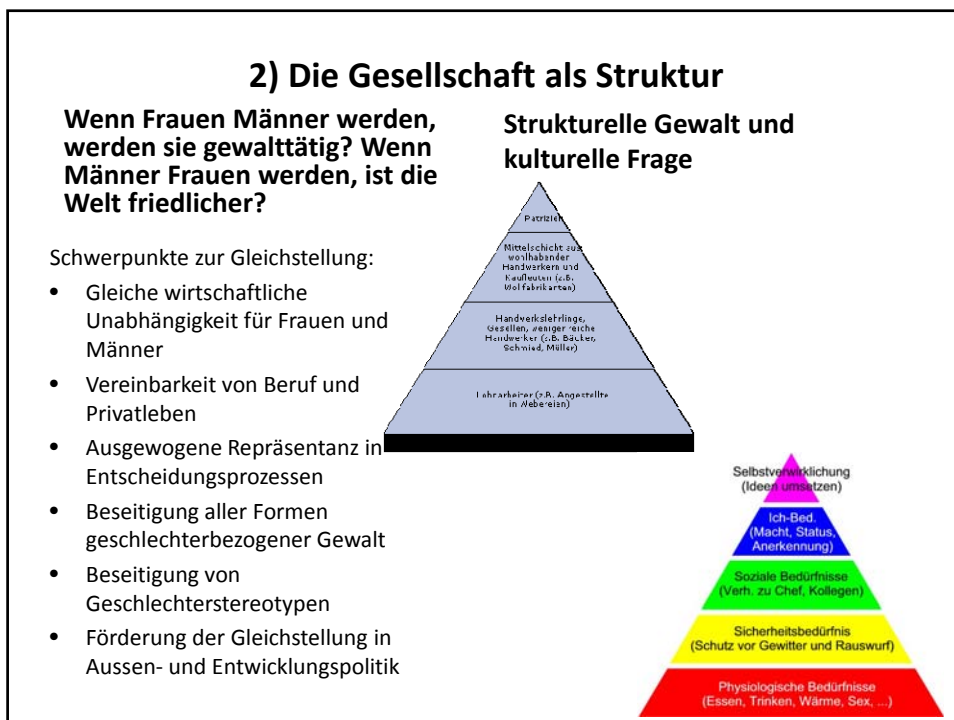 2) Die Gesellschaft als Struktur
Wenn Frauen Männer werden,
werden sie gewalttätig? Wenn
Männer Frauen werden, ist die
Welt friedlicher?
Schwerpunkte zur Gleichstellung:
• Gleiche wirtschaftliche
Unabhängigkeit für Frauen und
Männer
• Vereinbarkeit von Beruf und
Privatleben
• Ausgewogene Repräsentanz in
Entscheidungsprozessen
• Beseitigung aller Formen
geschlechterbezogener Gewalt
• Beseitigung von
Geschlechterstereotypen
• Förderung der Gleichstellung in
Aussen- und Entwicklungspolitik
Strukturelle Gewalt und
kulturelle Frage
Patrizier
Mittelschicht aus
wohlhabender
Handwerkern und
Kaufleuten (z.B.
Wollfabrikanten)
Handwerkslehrlinge,
Gesellen, weniger reiche
Handwerker (z.B. Bäcker,
Schmied, Müller)
Lohnarbeiter (z.B. Angestellte
in Webereien)
Selbstverwirklichung
(Ideen umsetzen)
Ich-Bed.
(Macht, Status,
Anerkennung)
Soziale Bedürfnisse
(Verh. zu Chef, Kollegen)
Sicherheitsbedürfnis
(Schutz vor Gewitter und Rauswurf)
Physiologische Bedürfnisse
(Essen, Trinken, Wärme, Sex, ...)